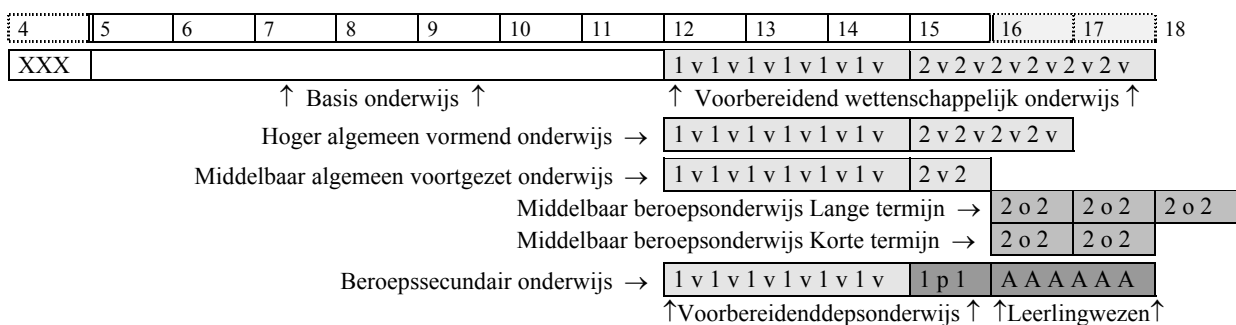 4 5 6 7 8 9 10 11 12 13 14 15 16 17 18
XXX 1 v 1 v 1 v 1 v 1 v 1 v 2 v 2 v 2 v 2 v 2 v
↑ Basis onderwijs ↑ ↑ Voorbereidend wettenschappelijk onderwijs ↑
Hoger algemeen vormend onderwijs → 1 v 1 v 1 v 1 v 1 v 1 v 2 v 2 v 2 v 2 v
Middelbaar algemeen voortgezet onderwijs → 1 v 1 v 1 v 1 v 1 v 1 v 2 v 2
Middelbaar beroepsonderwijs Lange termijn → 2 o 2 2 o 2 2 o 2
Middelbaar beroepsonderwijs Korte termijn → 2 o 2 2 o 2
Beroepssecundair onderwijs → 1 v 1 v 1 v 1 v 1 v 1 v 1 p 1 A A A A A A
↑Voorbereidenddepsonderwijs ↑ ↑Leerlingwezen↑